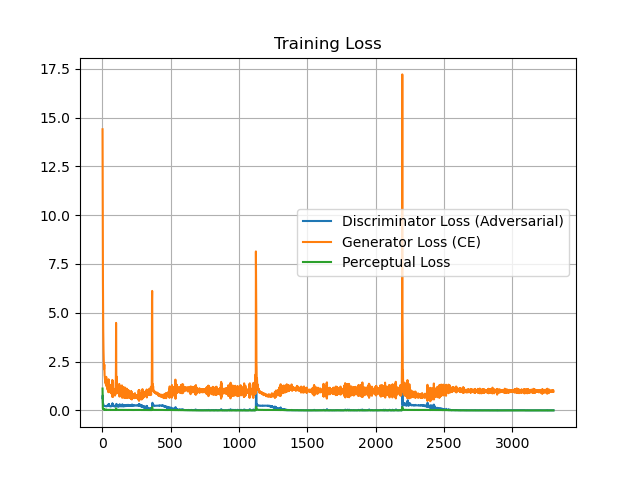 Training Loss
17.5
15.0
12.5
10.0
7.5
5.0
2.5
0.0
Discriminator Loss (Adversarial)
Generator Loss (CE)
Perceptual Loss
0 500 1000 1500 2000 2500 3000